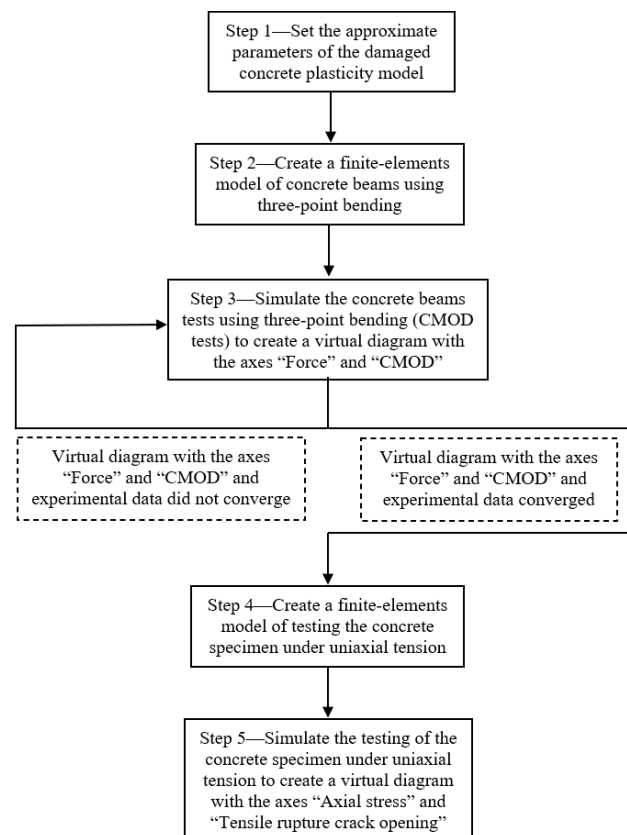 Step 1—Set the approximate
parameters of the damaged
concrete plasticity model
Step 2—Create a finite-elements
model of concrete beams using
three-point bending
Step 3—Simulate the concrete beams
tests using three-point bending (CMOD
tests) to create a virtual diagram with
the axes “Force” and “CMOD”
Virtual diagram with the axes
“Force” and “CMOD” and
experimental data did not converge
Virtual diagram with the axes
“Force” and “CMOD” and
experimental data converged
Step 4—Create a finite-elements
model of testing the concrete
specimen under uniaxial tension
Step 5—Simulate the testing of the
concrete specimen under uniaxial
tension to create a virtual diagram
with the axes “Axial stress” and
“Tensile rupture crack opening”